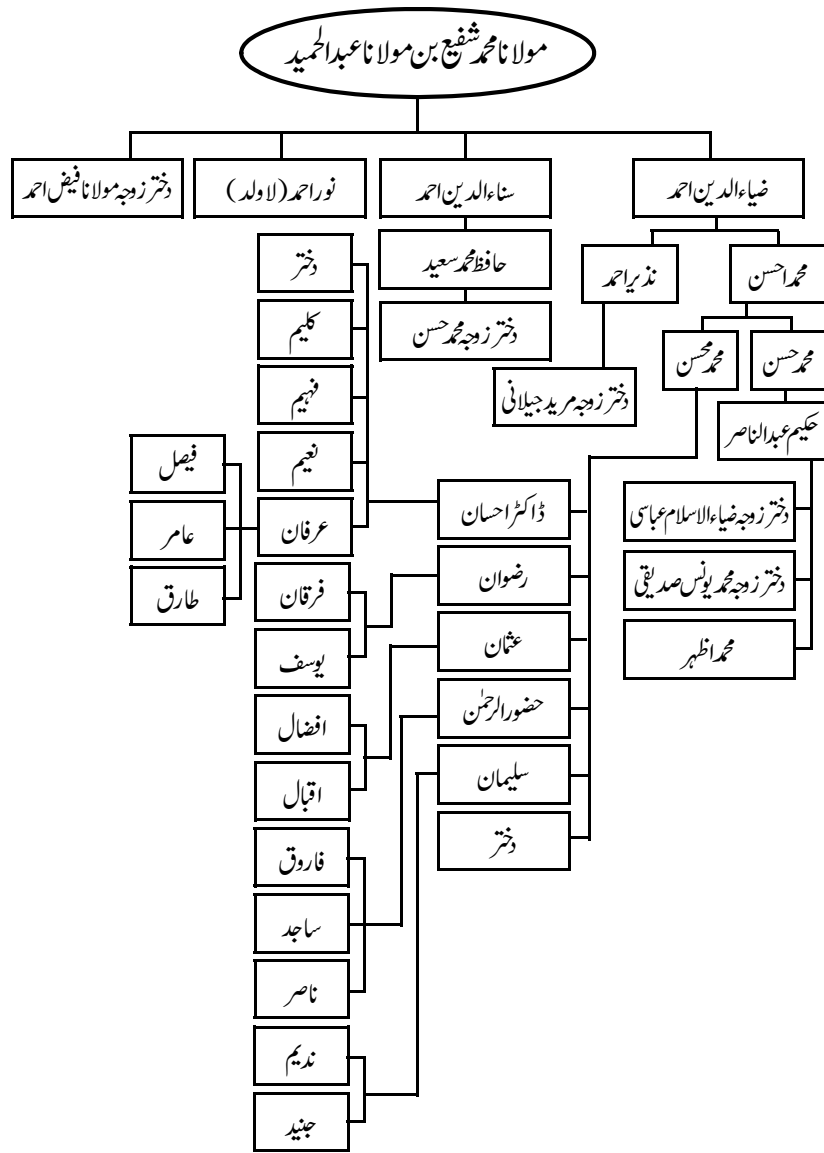 مولانا محمد شفیع بن مولانا عبدالحمید
ضیاءالدین احمد
سناءالدین احمد
نور احمد (لا ولد)
دختر زوجہ مولانا فیض احمد
محمد احسن
نذیر احمد
حافظ محمد سعید
دختر
محمد حسن
محمد محسن
دختر زوجہ محمد حسن
کلیم
دختر زوجہ مرید جیلانی
فہیم
حکیم عبدالناصر
نعیم
فیصل
دختر زوجہ ضیاءالاسلام عباسی
ڈاکٹر احسان
عرفان
عامر
دختر زوجہ محمد یونس صدیقی
رضوان
فرقان
طارق
محمد اظہر
عثمان
یوسف
حضورالرحمٰن
افضال
سلیمان
اقبال
دختر
فاروق
ساجد
ناصر
ندیم
جنید